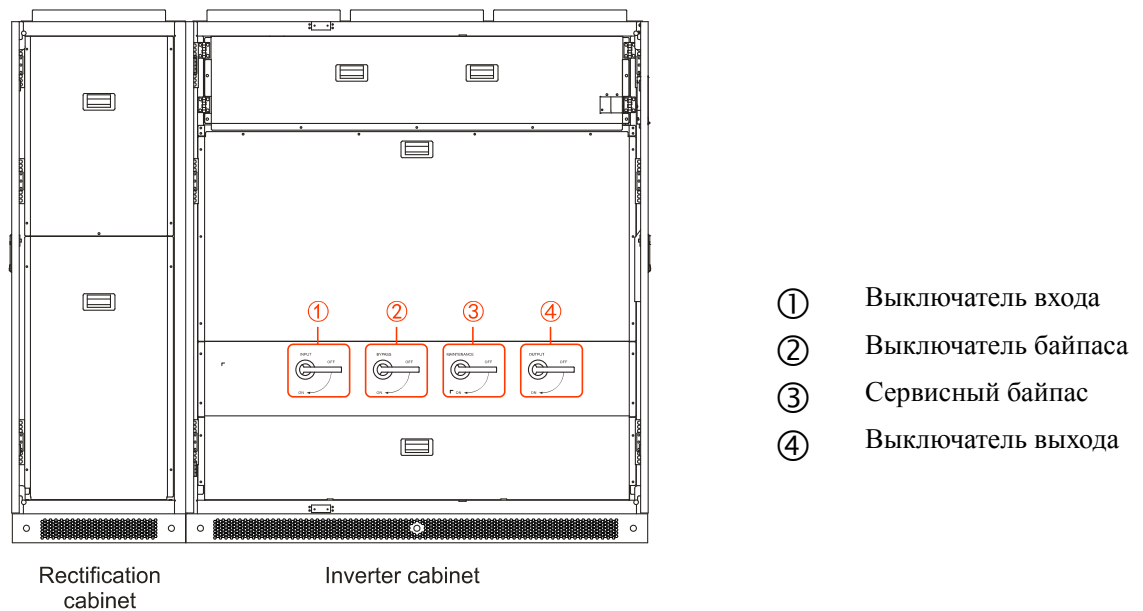 ① ② ③ ④
INPUT OFF ON
BYPASS OFF ON
MAINTENANCE OFF ON
OUTPUT OFF ON
① Выключатель входа
② Выключатель байпаса
③ Сервисный байпас
④ Выключатель выхода
Rectification
cabinet
Inverter cabinet